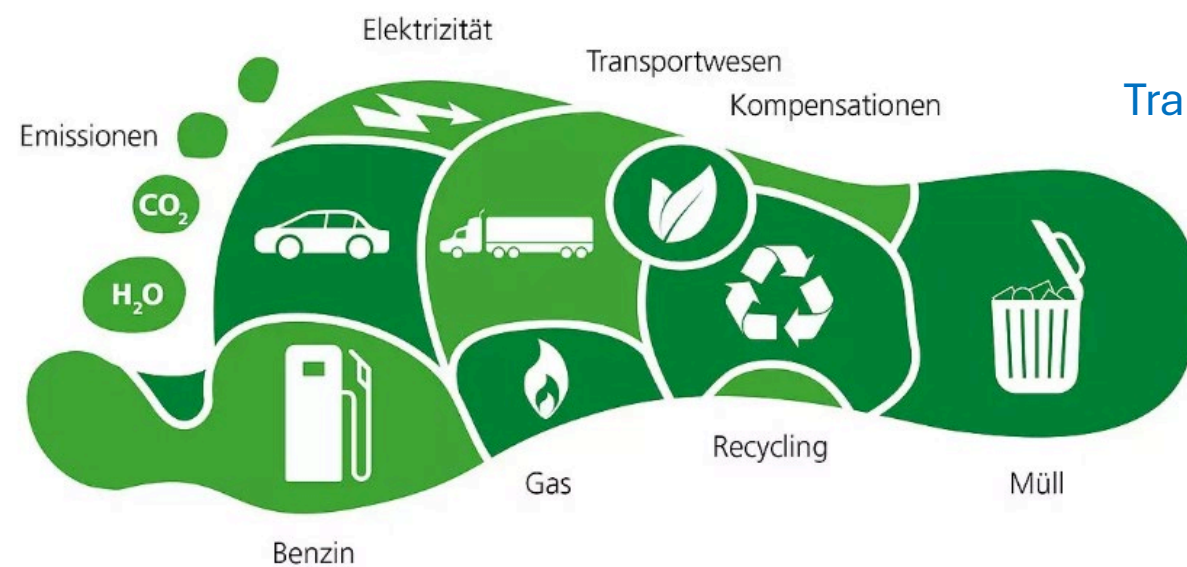 Elektrizität
Transportwesen
Kompensationen
Tra
Emissionen
CO₂
H₂O
Recycling
Gas
Müll
Benzin